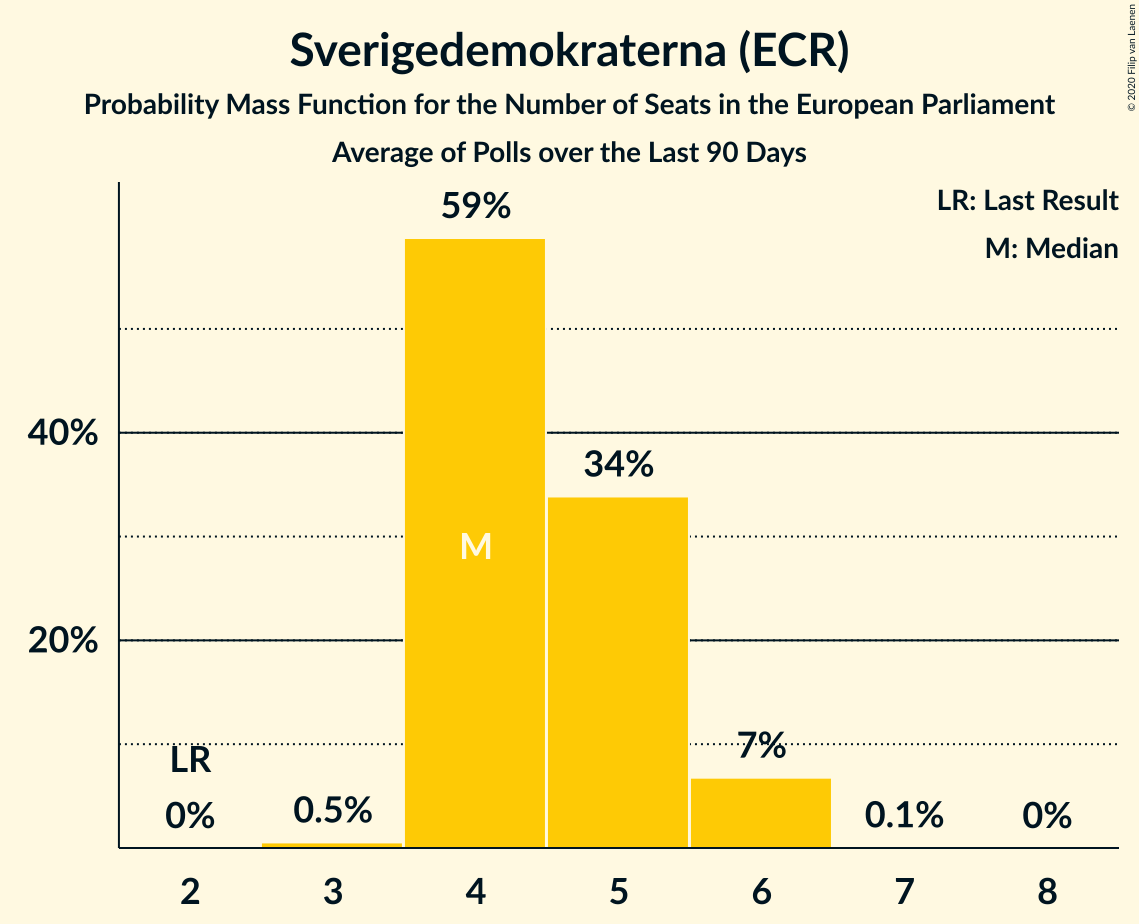 Sverigedemokraterna (ECR)
Probability Mass Function for the Number of Seats in the European Parliament
Average of Polls over the Last 90 Days
© 2020 Filip van Laenen
LR: Last Result
M: Median
59%
40%
34%
M
20%
LR
7%
0%
0.5%
0.1%
0%
2 3 4 5 6 7 8